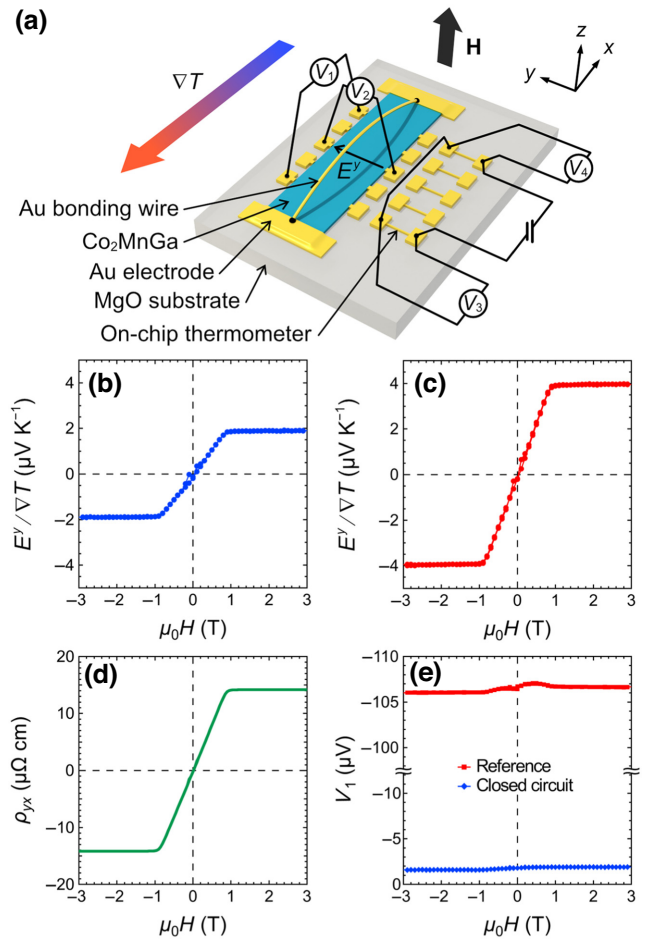 (a)
∇T
H
z
x
y
V₁
V₂
Eʸ
V₄
V₃
Au bonding wire
Co₂MnGa
Au electrode
MgO substrate
On-chip thermometer
(b)
Eʸ/∇T (μV K⁻¹)
4
2
0
−2
−4
−3 −2 −1 0 1 2 3
μ₀H (T)
(c)
Eʸ/∇T (μV K⁻¹)
4
2
0
−2
−4
−3 −2 −1 0 1 2 3
μ₀H (T)
(d)
ρyx (μΩ cm)
20
10
0
−10
−20
−3 −2 −1 0 1 2 3
μ₀H (T)
(e)
V₁ (μV)
−110
−100
−10
−5
0
Reference
Closed circuit
−3 −2 −1 0 1 2 3
μ₀H (T)